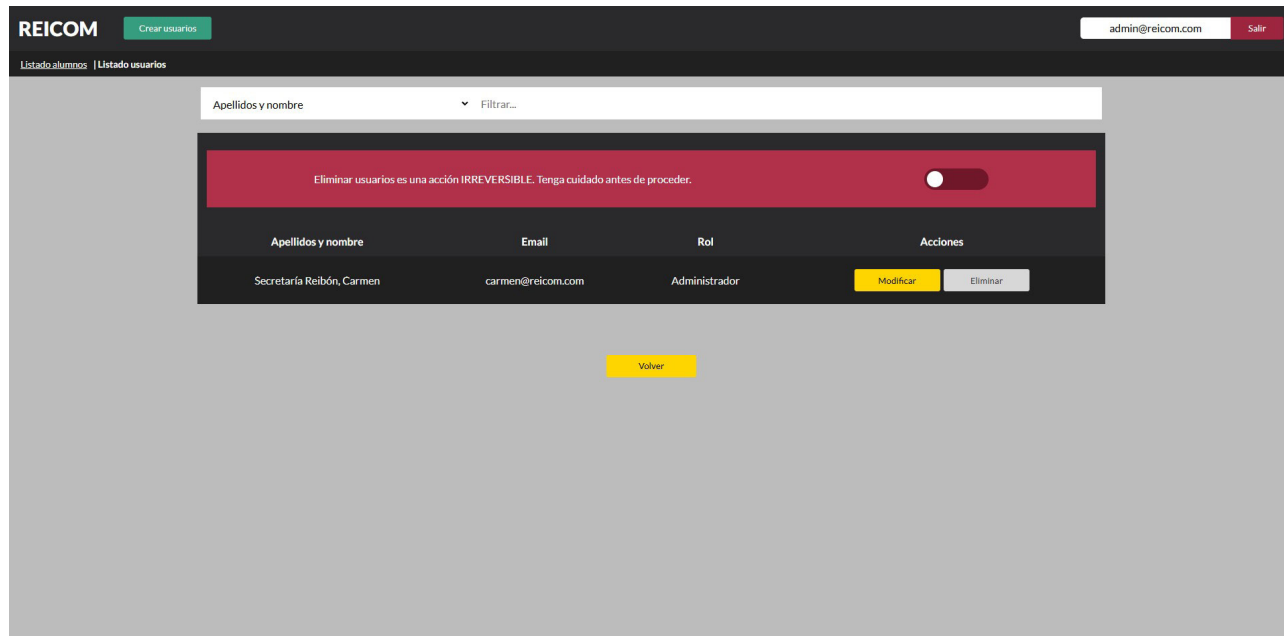 REICOM Crear usuarios admin@reicom.com Salir
Listado alumnos | Listado usuarios
Apellidos y nombre Filtrar...
Eliminar usuarios es una acción IRREVERSIBLE. Tenga cuidado antes de proceder.
Apellidos y nombre Email Rol Acciones
Secretaría Reibón, Carmen carmen@reicom.com Administrador Modificar Eliminar
Volver